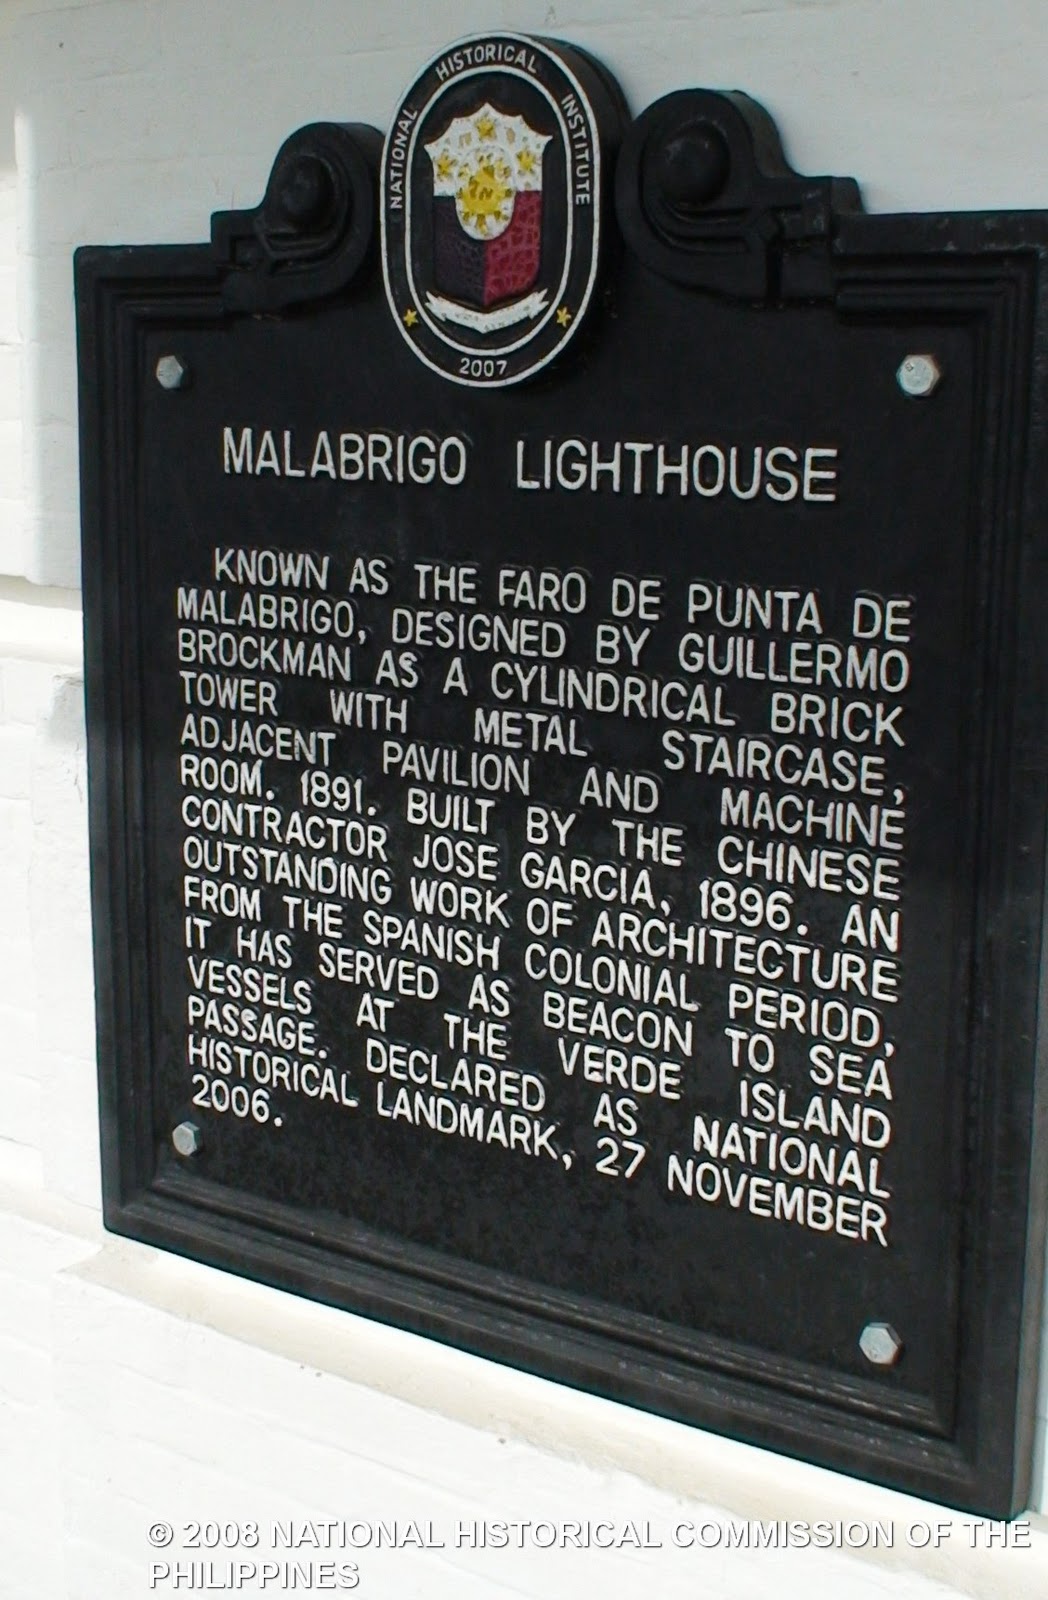 NATIONAL HISTORICAL INSTITUTE
2007
MALABRIGO LIGHTHOUSE
KNOWN AS THE FARO DE PUNTA DE
MALABRIGO, DESIGNED BY GUILLERMO
BROCKMAN AS A CYLINDRICAL BRICK
TOWER WITH METAL STAIRCASE,
ADJACENT PAVILION AND MACHINE
ROOM. 1891. BUILT BY THE CHINESE
CONTRACTOR JOSE GARCIA, 1896. AN
OUTSTANDING WORK OF ARCHITECTURE
FROM THE SPANISH COLONIAL PERIOD,
IT HAS SERVED AS BEACON TO SEA
VESSELS AT THE VERDE ISLAND
PASSAGE. DECLARED AS NATIONAL
HISTORICAL LANDMARK, 27 NOVEMBER
2006.
© 2008 NATIONAL HISTORICAL COMMISSION OF THE
PHILIPPINES